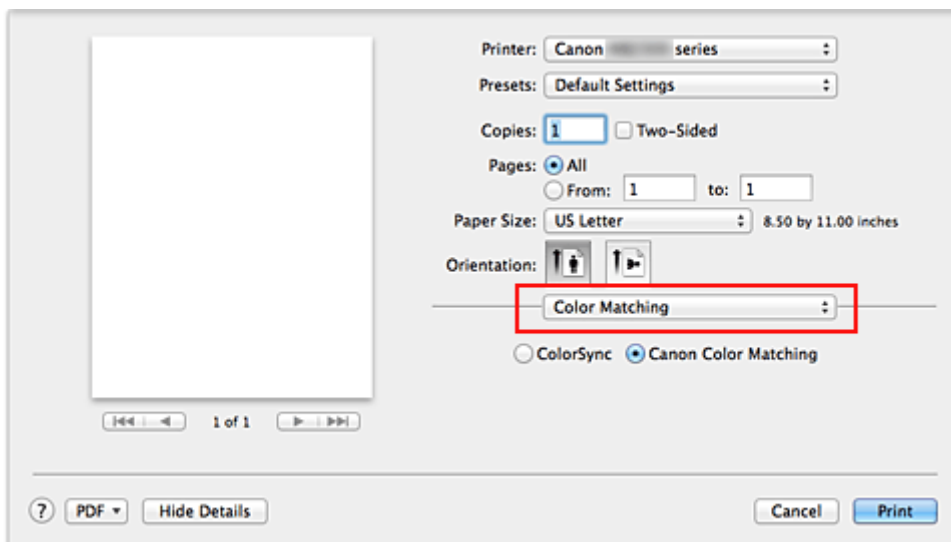 Printer: Canon series
Presets: Default Settings
Copies: 1 Two-Sided
Pages: All
From: 1 to: 1
Paper Size: US Letter 8.50 by 11.00 inches
Orientation:
Color Matching
ColorSync Canon Color Matching
1 of 1
? PDF Hide Details Cancel Print